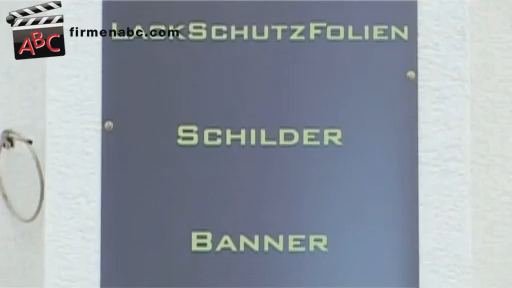 firmenabc.com
ABC
LackSchutzFolien
Schilder
Banner